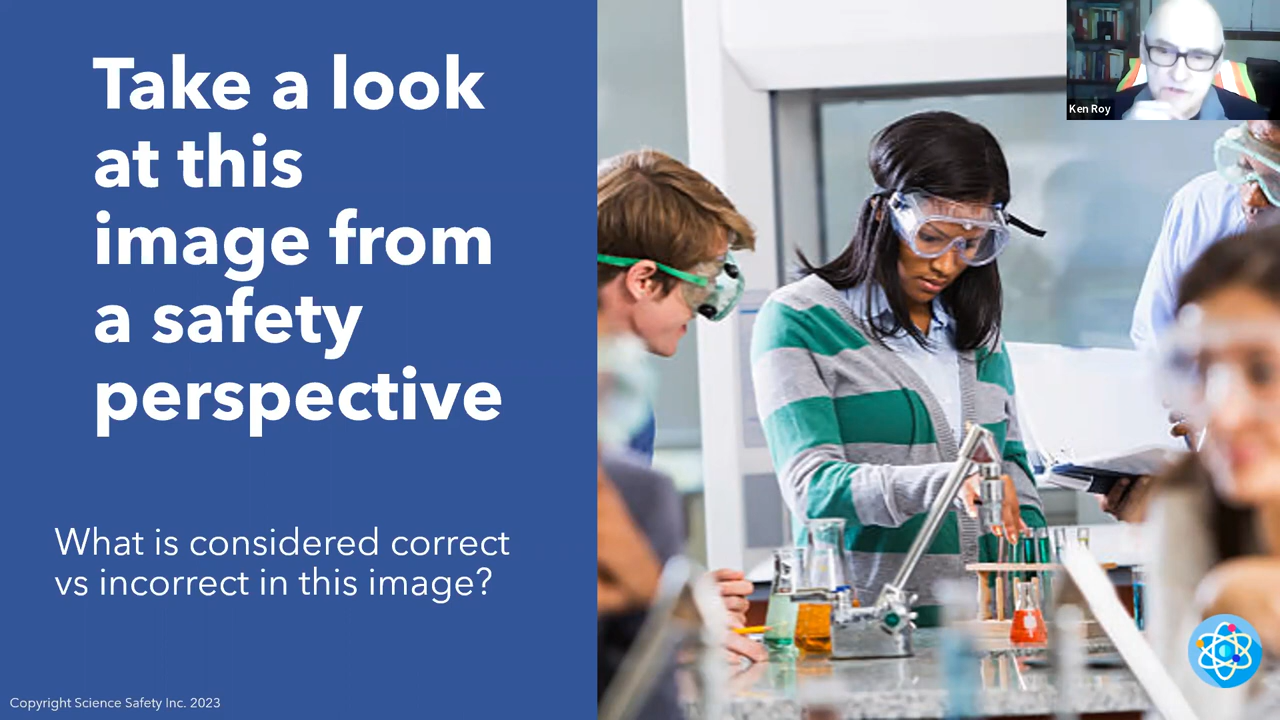 Take a look
at this
image from
a safety
perspective
What is considered correct
vs incorrect in this image?
Copyright Science Safety Inc. 2023
Ken Roy